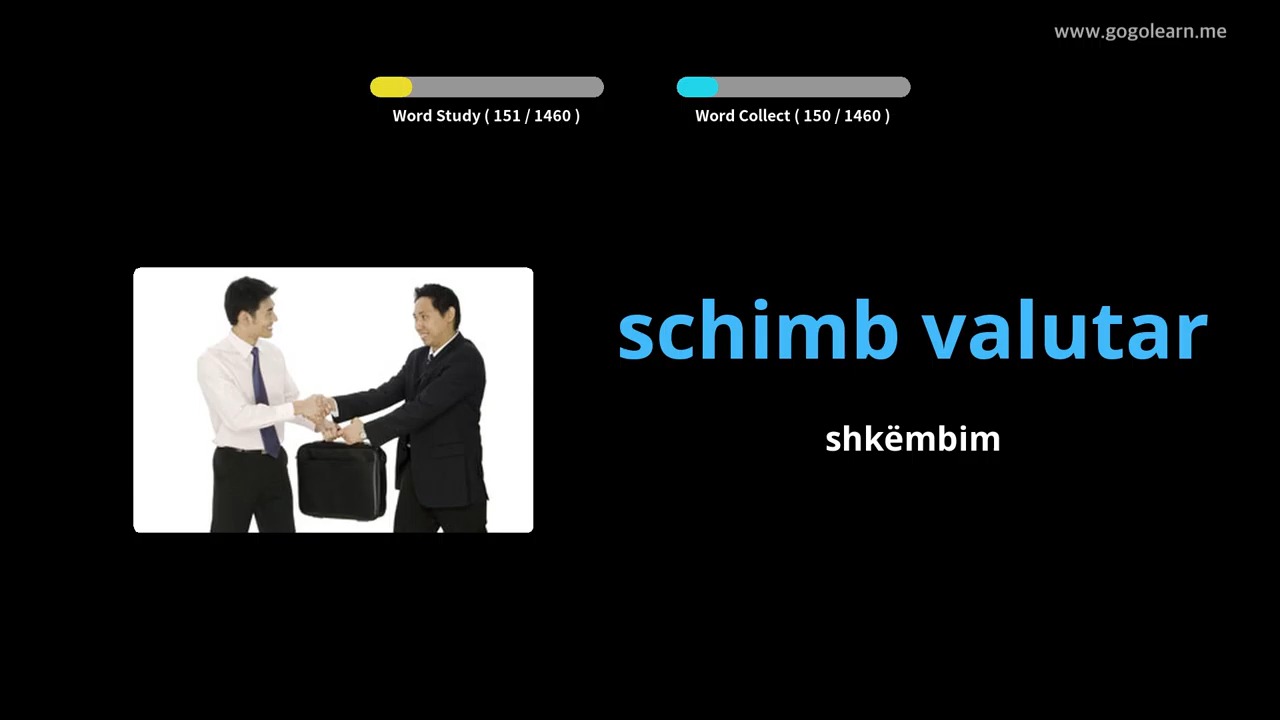 www.gogolearn.me
Word Study ( 151 / 1460 )
Word Collect ( 150 / 1460 )
schimb valutar
shkëmbim